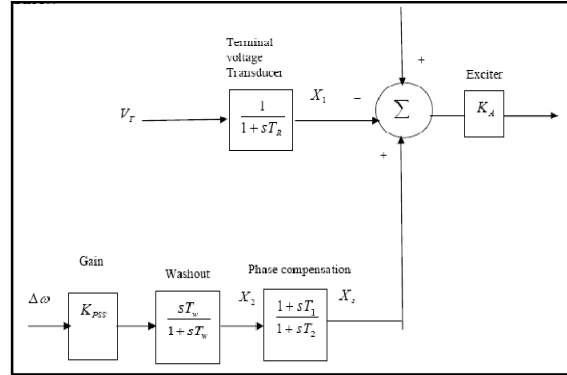 Terminal
voltage
Transducer
+
Exciter
V_T
1
1 + sT_R
X_1
−
Σ
K_A
+
Gain
Washout
Phase compensation
Δω
K_PSS
sT_w
1 + sT_w
X_2
1 + sT_1
1 + sT_2
X_s